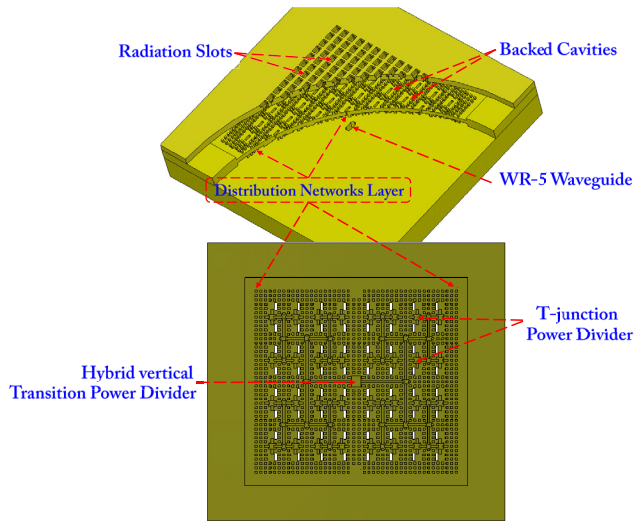 Radiation Slots
Backed Cavities
WR-5 Waveguide
Distribution Networks Layer
T-junction
Power Divider
Hybrid vertical
Transition Power Divider